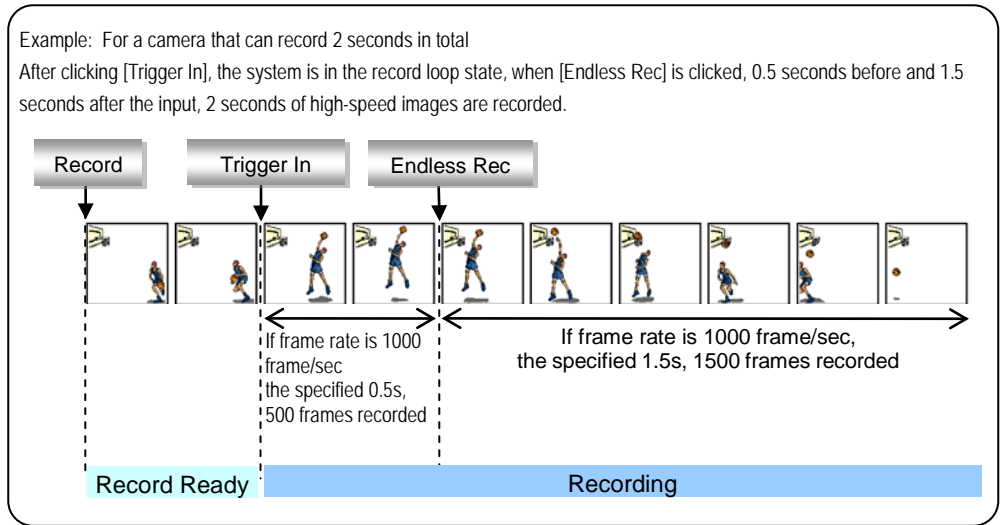 Example: For a camera that can record 2 seconds in total
After clicking [Trigger In], the system is in the record loop state, when [Endless Rec] is clicked, 0.5 seconds before and 1.5
seconds after the input, 2 seconds of high-speed images are recorded.
Record
Trigger In
Endless Rec
If frame rate is 1000
frame/sec
the specified 0.5s,
500 frames recorded
If frame rate is 1000 frame/sec,
the specified 1.5s, 1500 frames recorded
Record Ready
Recording